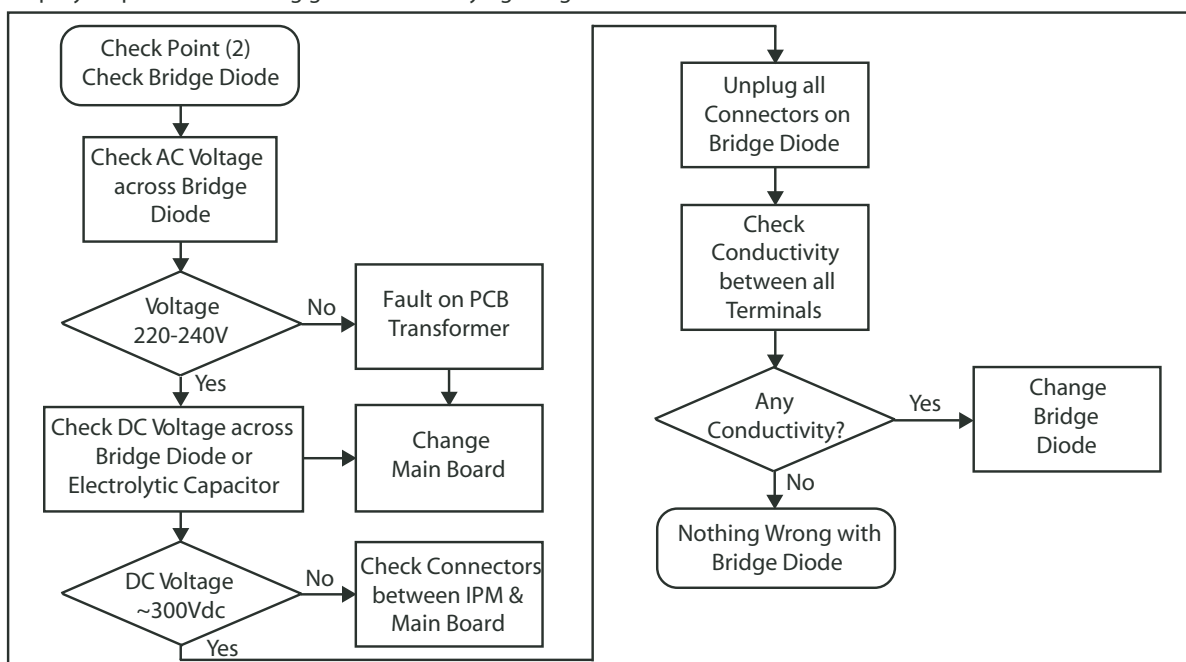 Check Point (2)
Check Bridge Diode
Check AC Voltage
across Bridge
Diode
Voltage
220-240V
No
Fault on PCB
Transformer
Yes
Check DC Voltage across
Bridge Diode or
Electrolytic Capacitor
Change
Main Board
DC Voltage
~300Vdc
No
Check Connectors
between IPM &
Main Board
Yes
Unplug all
Connectors on
Bridge Diode
Check
Conductivity
between all
Terminals
Any
Conductivity?
Yes
Change
Bridge
Diode
No
Nothing Wrong with
Bridge Diode